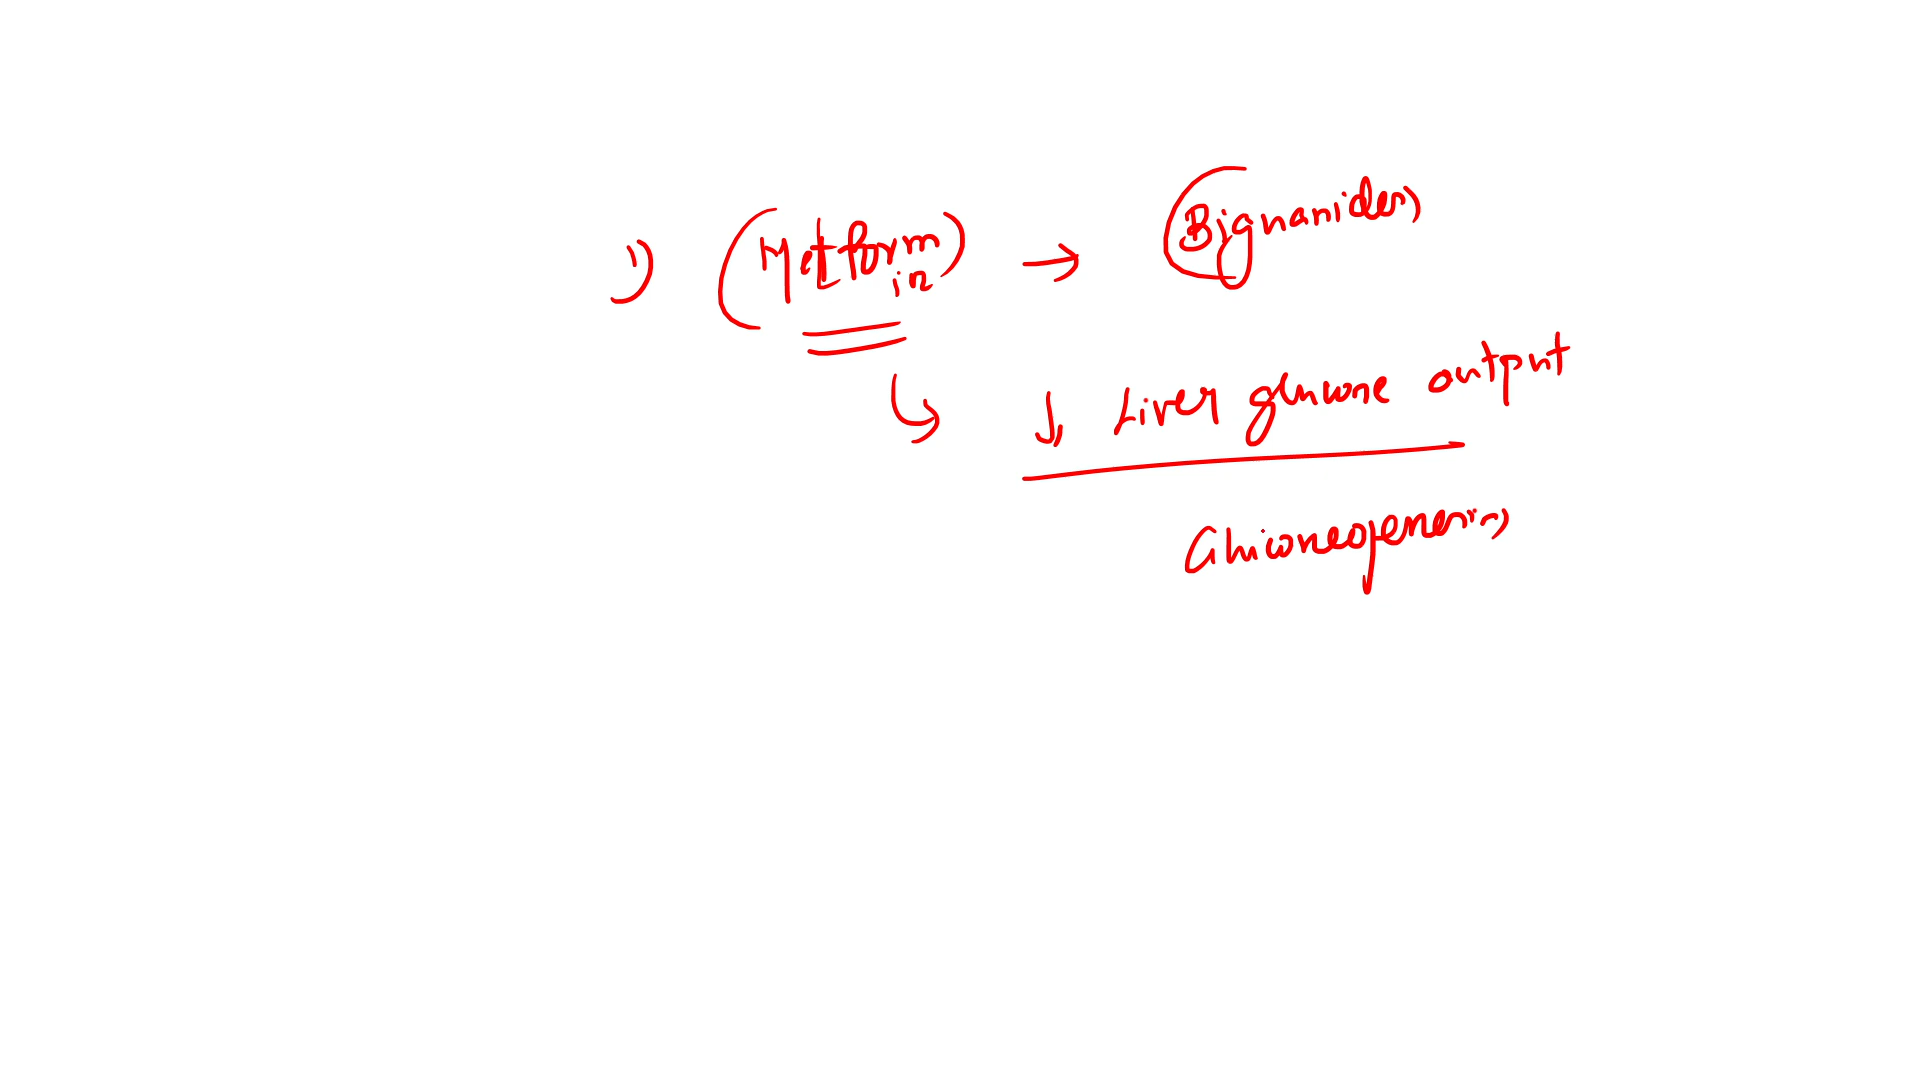 1) (Metformin) → (Biguanides)
↳ ↓ Liver glucose output
Gluconeogenesis